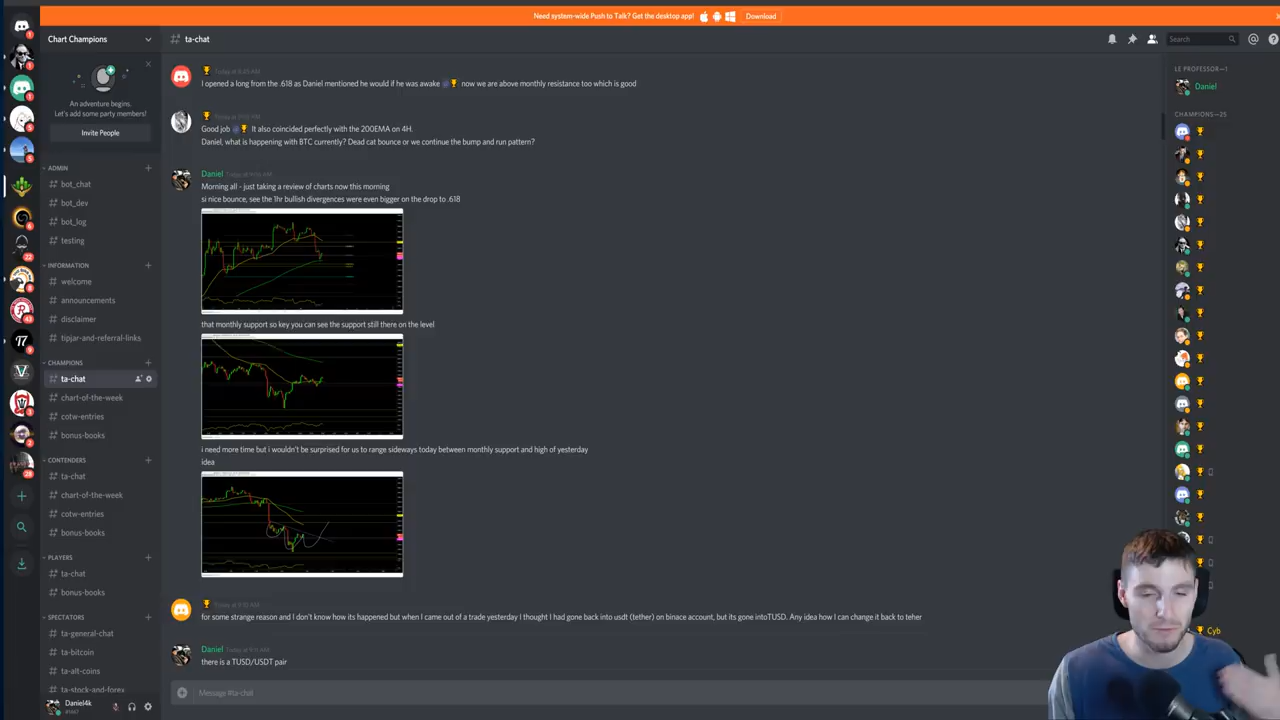 Need system-wide Push to Talk? Get the desktop app!
Download
Chart Champions
ta-chat
Search
An adventure begins.
Let's add some party members!
Invite People
ADMIN
# bot_chat
# bot_dev
# bot_log
# testing
INFORMATION
# welcome
# announcements
# disclaimer
# tipjar-and-referral-links
CHAMPIONS
# ta-chat
# chart-of-the-week
# cotw-entries
# bonus-books
CONTENDERS
# ta-chat
# chart-of-the-week
# cotw-entries
# bonus-books
PLAYERS
# ta-chat
# bonus-books
SPECTATORS
# ta-general-chat
# ta-bitcoin
# ta-alt-coins
# ta-stock-and-forex
Daniel4k
I opened a long from the .618 as Daniel mentioned he would if he was awake now we are above monthly resistance too which is good
Good job It also coincided perfectly with the 200EMA on 4H.
Daniel, what is happening with BTC currently? Dead cat bounce or we continue the bump and run pattern?
Daniel
Morning all - just taking a review of charts now this morning
si nice bounce, see the 1hr bullish divergences were even bigger on the drop to .618
that monthly support so key you can see the support still there on the level
i need more time but i wouldn't be surprised for us to range sideways today between monthly support and high of yesterday
idea
for some strange reason and I don't know how its happened but when I came out of a trade yesterday I thought I had gone back into usdt (tether) on binance account, but its gone intoTUSD. Any idea how I can change it back to teher
Daniel
there is a TUSD/USDT pair
Message #ta-chat
LE PROFESSOR—1
Daniel
CHAMPIONS—25
Cyb